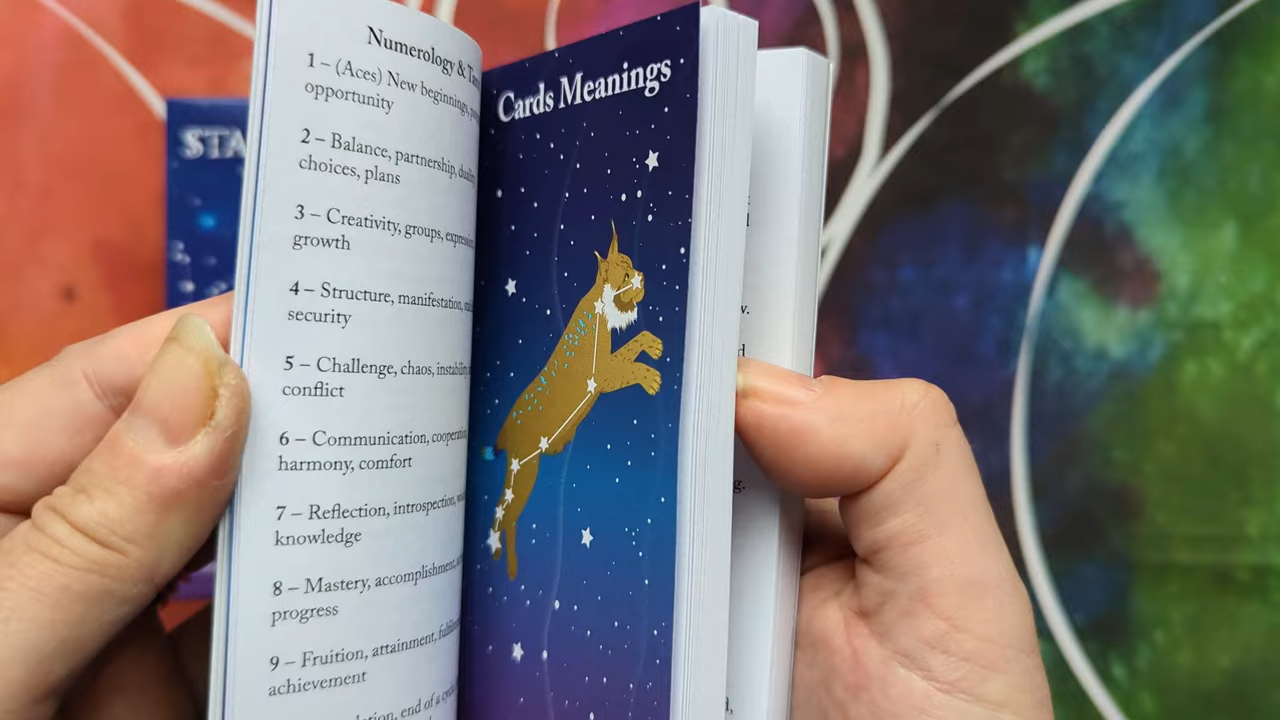 STA
Numerology &
1 – (Aces) New beginnings,
opportunity
2 – Balance, partnership,
choices, plans
3 – Creativity, groups,
growth
4 – Structure, manifestation,
security
5 – Challenge, chaos,
conflict
6 – Communication,
harmony, comfort
7 – Reflection, introspection,
knowledge
8 – Mastery, accomplishment,
progress
9 – Fruition, attainment,
achievement
end of a
Cards Meanings